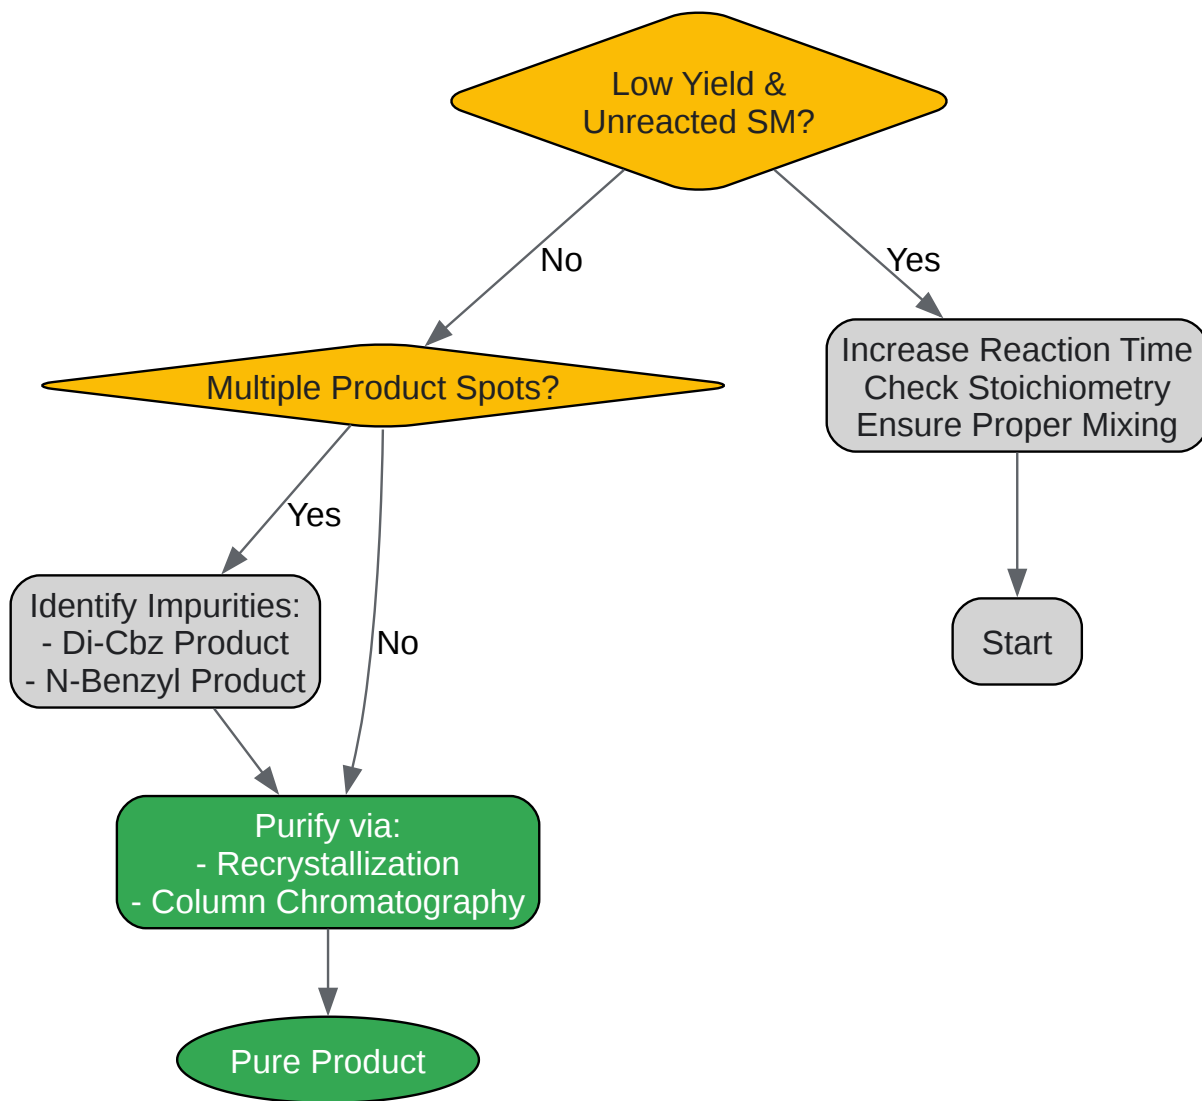 Low Yield &
Unreacted SM?
No
Yes
Increase Reaction Time
Check Stoichiometry
Ensure Proper Mixing
Multiple Product Spots?
Yes
No
Identify Impurities:
- Di-Cbz Product
- N-Benzyl Product
Start
Purify via:
- Recrystallization
- Column Chromatography
Pure Product